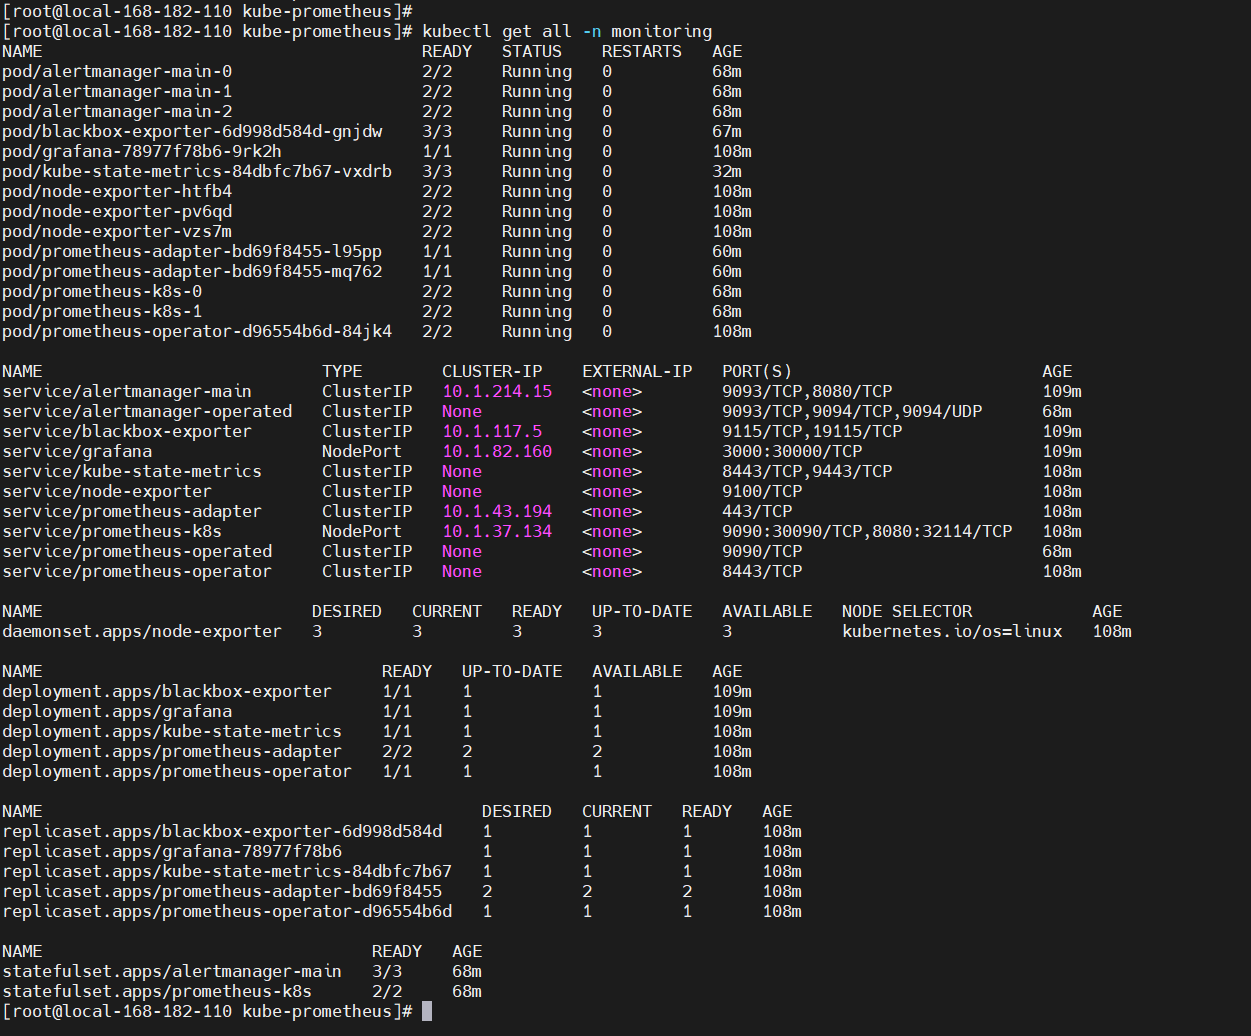 [root@local-168-182-110 kube-prometheus]#
[root@local-168-182-110 kube-prometheus]# kubectl get all -n monitoring
NAME READY STATUS RESTARTS AGE
pod/alertmanager-main-0 2/2 Running 0 68m
pod/alertmanager-main-1 2/2 Running 0 68m
pod/alertmanager-main-2 2/2 Running 0 68m
pod/blackbox-exporter-6d998d584d-gnjdw 3/3 Running 0 67m
pod/grafana-78977f78b6-9rk2h 1/1 Running 0 108m
pod/kube-state-metrics-84dbfc7b67-vxdrb 3/3 Running 0 32m
pod/node-exporter-htfb4 2/2 Running 0 108m
pod/node-exporter-pv6qd 2/2 Running 0 108m
pod/node-exporter-vzs7m 2/2 Running 0 108m
pod/prometheus-adapter-bd69f8455-l95pp 1/1 Running 0 60m
pod/prometheus-adapter-bd69f8455-mq762 1/1 Running 0 60m
pod/prometheus-k8s-0 2/2 Running 0 68m
pod/prometheus-k8s-1 2/2 Running 0 68m
pod/prometheus-operator-d96554b6d-84jk4 2/2 Running 0 108m
NAME TYPE CLUSTER-IP EXTERNAL-IP PORT(S) AGE
service/alertmanager-main ClusterIP 10.1.214.15 <none> 9093/TCP,8080/TCP 109m
service/alertmanager-operated ClusterIP None <none> 9093/TCP,9094/TCP,9094/UDP 68m
service/blackbox-exporter ClusterIP 10.1.117.5 <none> 9115/TCP,19115/TCP 109m
service/grafana NodePort 10.1.82.160 <none> 3000:30000/TCP 109m
service/kube-state-metrics ClusterIP None <none> 8443/TCP,9443/TCP 108m
service/node-exporter ClusterIP None <none> 9100/TCP 108m
service/prometheus-adapter ClusterIP 10.1.43.194 <none> 443/TCP 108m
service/prometheus-k8s NodePort 10.1.37.134 <none> 9090:30090/TCP,8080:32114/TCP 108m
service/prometheus-operated ClusterIP None <none> 9090/TCP 68m
service/prometheus-operator ClusterIP None <none> 8443/TCP 108m
NAME DESIRED CURRENT READY UP-TO-DATE AVAILABLE NODE SELECTOR AGE
daemonset.apps/node-exporter 3 3 3 3 3 kubernetes.io/os=linux 108m
NAME READY UP-TO-DATE AVAILABLE AGE
deployment.apps/blackbox-exporter 1/1 1 1 109m
deployment.apps/grafana 1/1 1 1 109m
deployment.apps/kube-state-metrics 1/1 1 1 108m
deployment.apps/prometheus-adapter 2/2 2 2 108m
deployment.apps/prometheus-operator 1/1 1 1 108m
NAME DESIRED CURRENT READY AGE
replicaset.apps/blackbox-exporter-6d998d584d 1 1 1 108m
replicaset.apps/grafana-78977f78b6 1 1 1 108m
replicaset.apps/kube-state-metrics-84dbfc7b67 1 1 1 108m
replicaset.apps/prometheus-adapter-bd69f8455 2 2 2 108m
replicaset.apps/prometheus-operator-d96554b6d 1 1 1 108m
NAME READY AGE
statefulset.apps/alertmanager-main 3/3 68m
statefulset.apps/prometheus-k8s 2/2 68m
[root@local-168-182-110 kube-prometheus]#